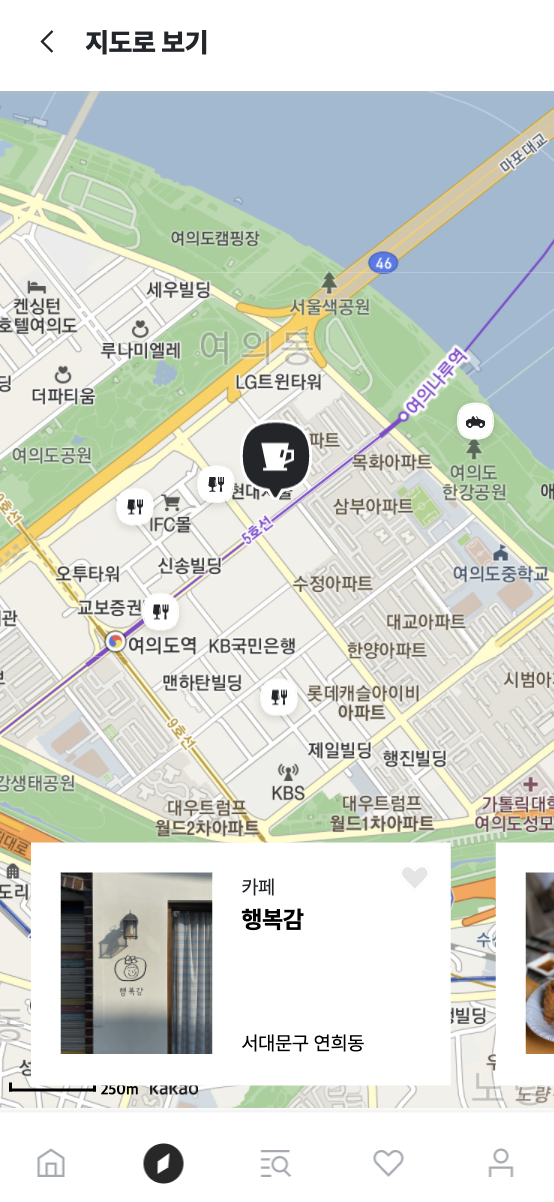 지도로 보기
마포대교
여의도캠핑장
46
세우빌딩
서울색공원
켄싱턴
호텔여의도
루나미엘레
여의동
여의나루역
딩
더파티움
LG트윈타워
파트
여의도공원
목화아파트
여의도
한강공원
현대차
삼부아파트
IFC몰
9호선
5호선
신송빌딩
여의도중학교
오투타워
수정아파트
교보증권
관
대교아파트
여의도역
KB국민은행
한양아파트
맨하탄빌딩
시범아
롯데캐슬아이비
아파트
9호선
제일빌딩
행진빌딩
KBS
강생태공원
가톨릭대학
여의도성모
대우트럼프
월드2차아파트
대우트럼프
월드1차아파트
카페
행복감
행복감
서대문구 연희동
도리
빌딩
250m
kakao
노